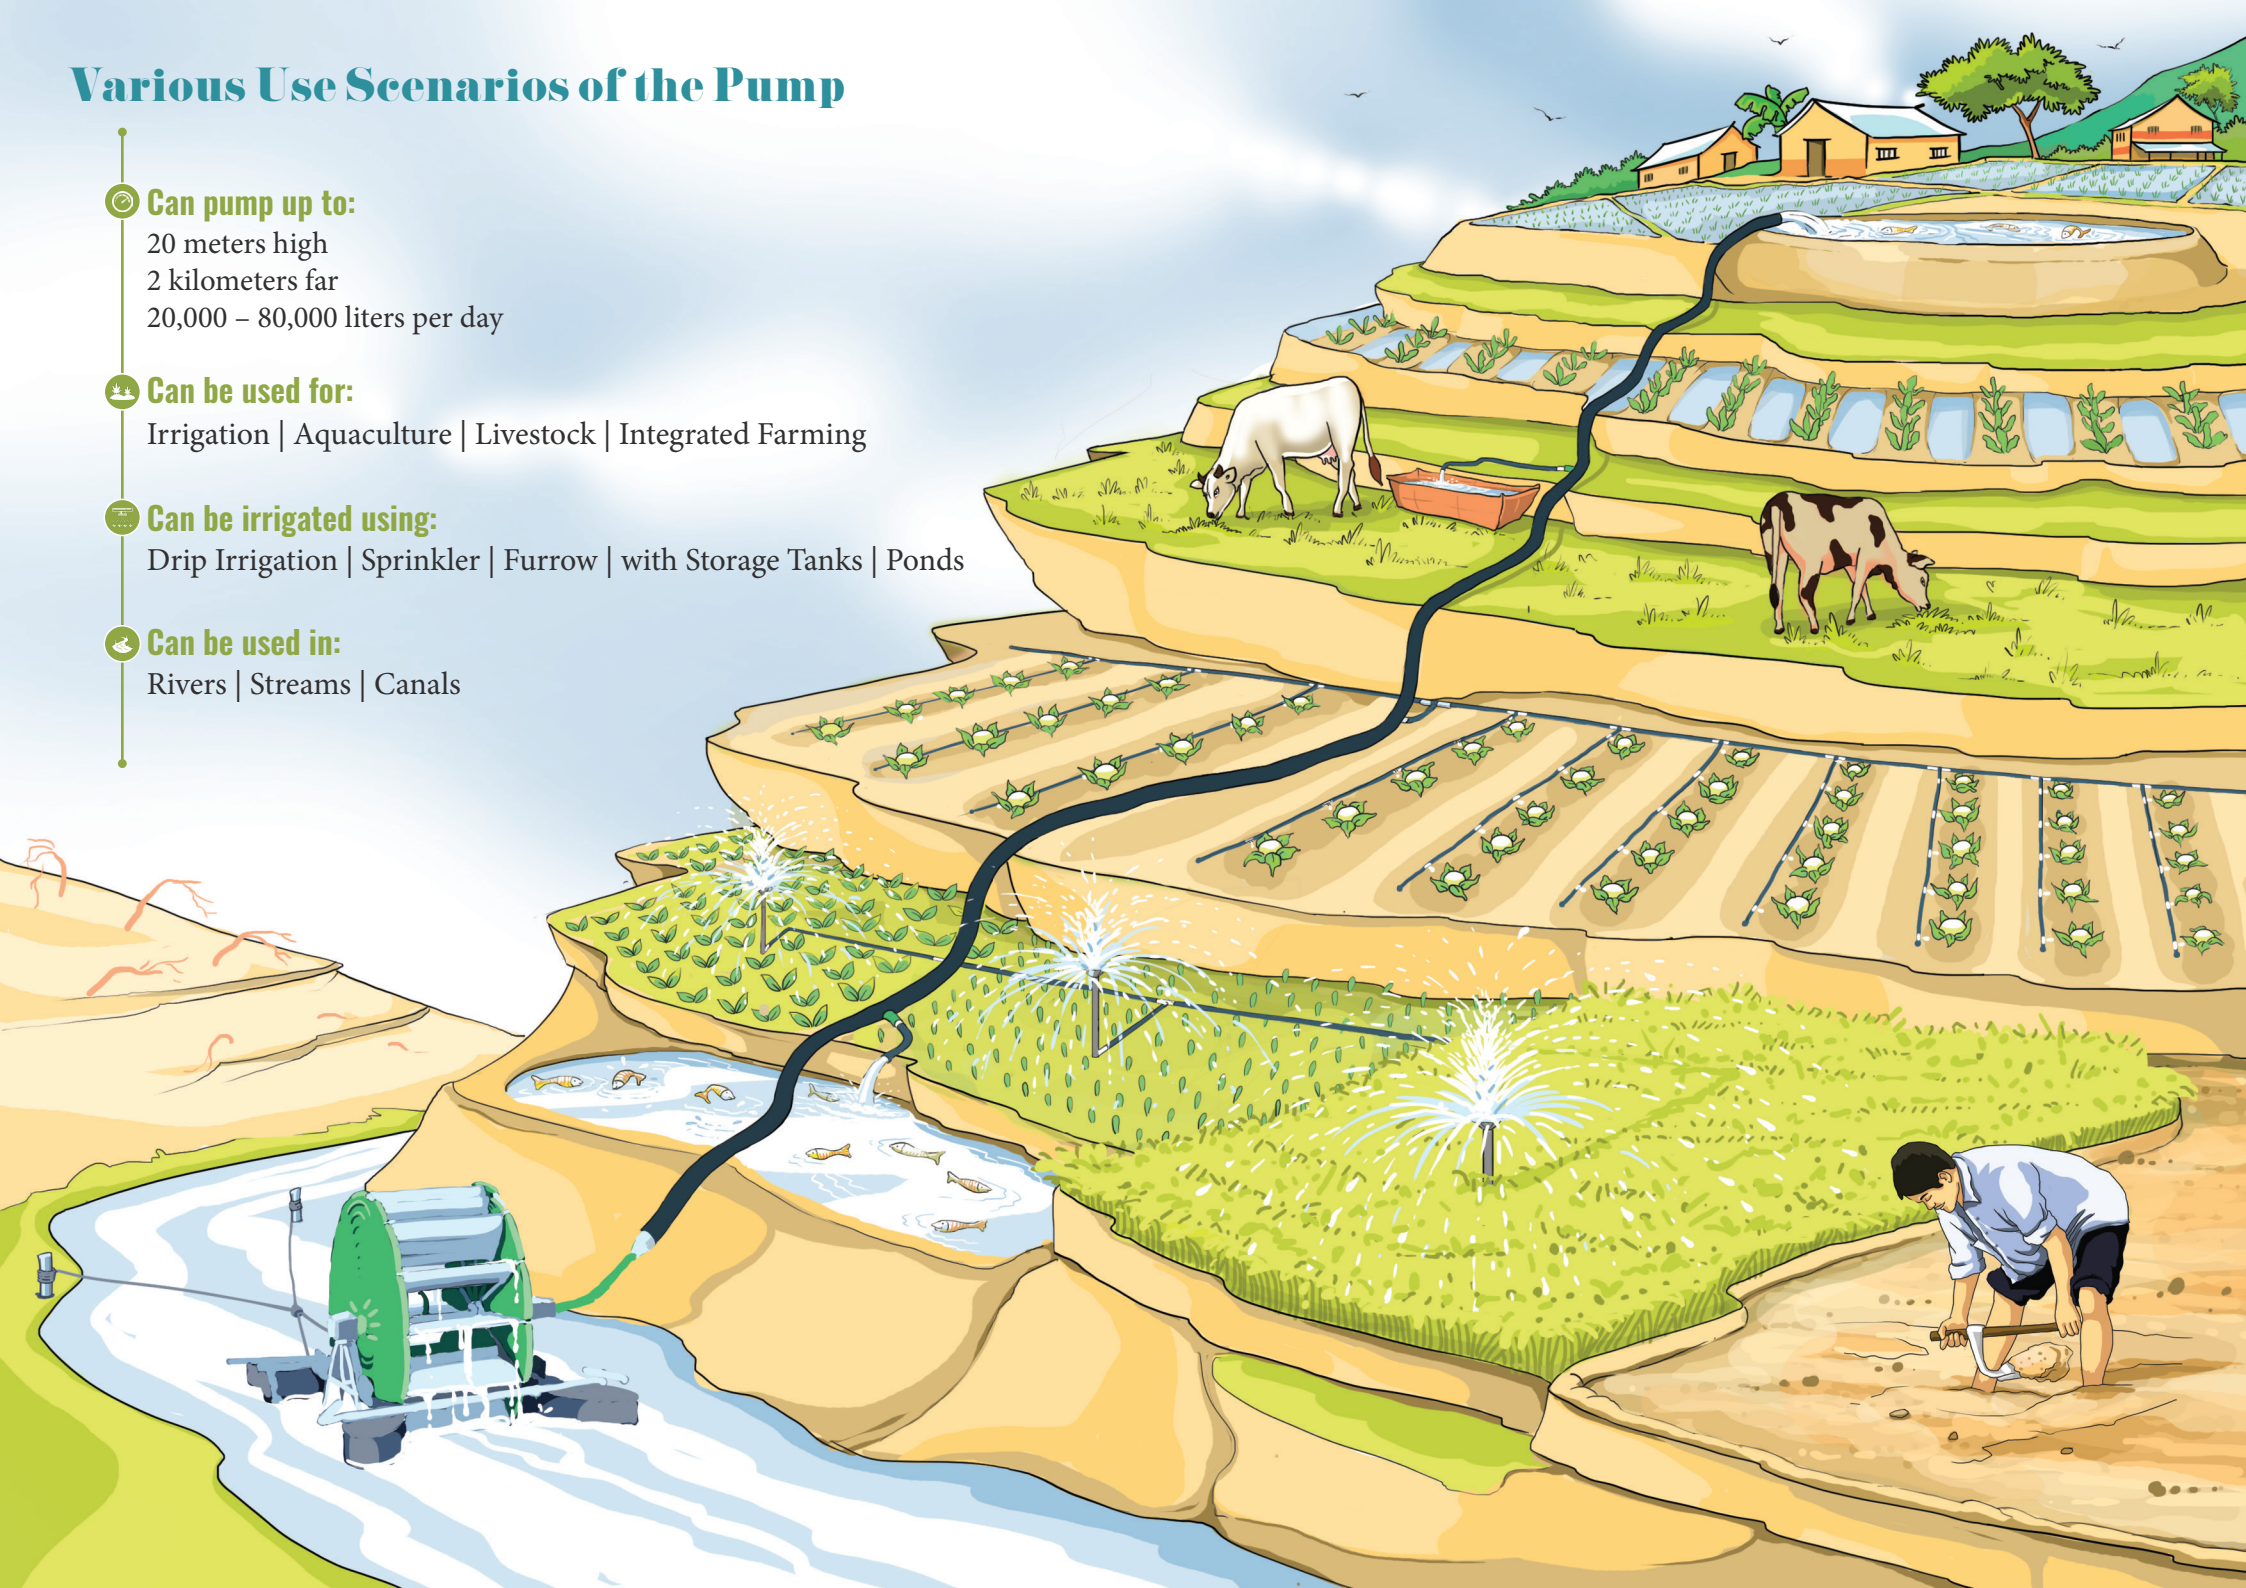 Various Use Scenarios of the Pump
Can pump up to:
20 meters high
2 kilometers far
20,000 – 80,000 liters per day
Can be used for:
Irrigation | Aquaculture | Livestock | Integrated Farming
Can be irrigated using:
Drip Irrigation | Sprinkler | Furrow | with Storage Tanks | Ponds
Can be used in:
Rivers | Streams | Canals